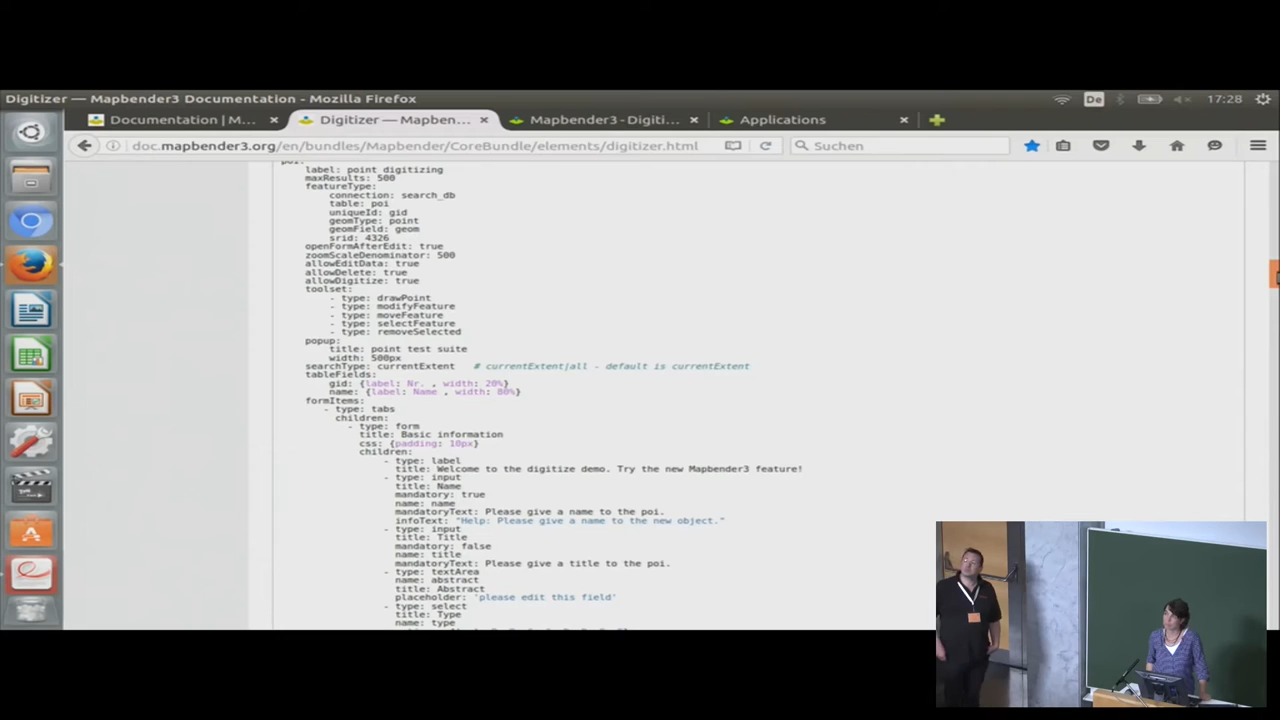 Digitizer — Mapbender3 Documentation - Mozilla Firefox
De
17:28
Documentation | M...
Digitizer — Mapben...
Mapbender3 - Digiti...
Applications
doc.mapbender3.org/en/bundles/Mapbender/CoreBundle/elements/digitizer.html
Suchen
poi:
label: point digitizing
maxResults: 500
featureType:
connection: search_db
table: poi
uniqueId: gid
geomType: point
geomField: geom
srid: 4326
openFormAfterEdit: true
zoomScaleDenominator: 500
allowEditData: true
allowDelete: true
allowDigitize: true
toolset:
- type: drawPoint
- type: modifyFeature
- type: moveFeature
- type: selectFeature
- type: removeSelected
popup:
title: point test suite
width: 500px
searchType: currentExtent # currentExtent|all - default is currentExtent
tableFields:
gid: {label: Nr. , width: 20%}
name: {label: Name , width: 80%}
formItems:
- type: tabs
children:
- type: form
title: Basic information
css: {padding: 10px}
children:
- type: label
title: Welcome to the digitize demo. Try the new Mapbender3 feature!
- type: input
title: Name
mandatory: true
name: name
mandatoryText: Please give a name to the poi.
infoText: "Help: Please give a name to the new object."
- type: input
title: Title
mandatory: false
name: title
mandatoryText: Please give a title to the poi.
- type: textArea
name: abstract
title: Abstract
placeholder: 'please edit this field'
- type: select
title: Type
name: type